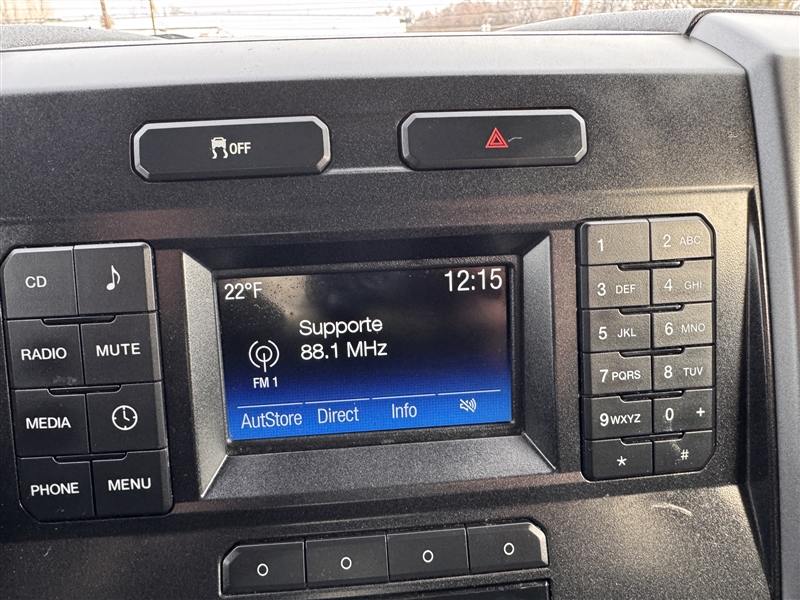 OFF
22°F
12:15
Supporte
88.1 MHz
FM 1
AutStore Direct Info
CD
RADIO MUTE
MEDIA
PHONE MENU
1 2 ABC
3 DEF 4 GHI
5 JKL 6 MNO
7 PQRS 8 TUV
9 WXYZ 0 +
* #